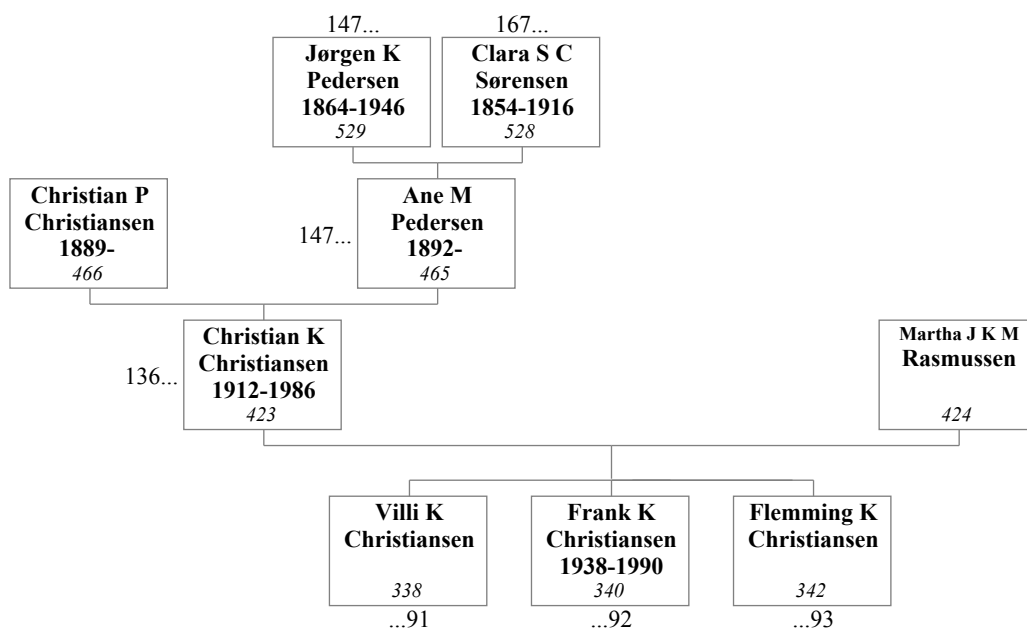 147...
Jørgen K
Pedersen
1864-1946
529
167...
Clara S C
Sørensen
1854-1916
528
Christian P
Christiansen
1889-
466
147...
Ane M
Pedersen
1892-
465
136...
Christian K
Christiansen
1912-1986
423
Martha J K M
Rasmussen
424
Villi K
Christiansen
338
...91
Frank K
Christiansen
1938-1990
340
...92
Flemming K
Christiansen
342
...93